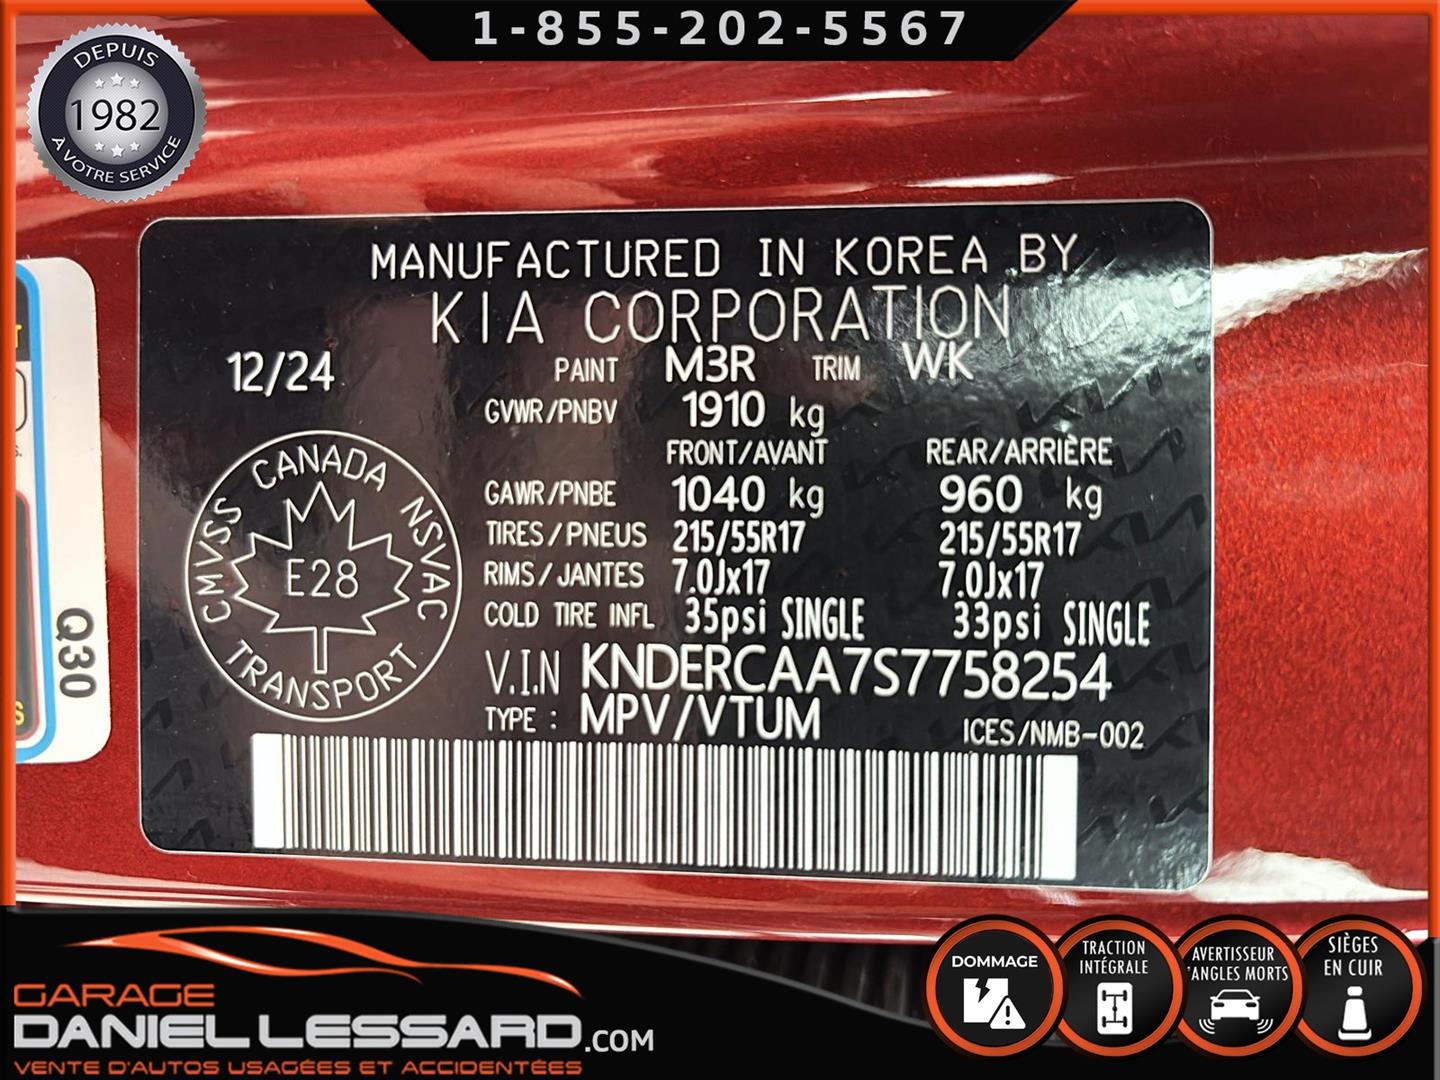 1-855-202-5567
DEPUIS
1982
À VOTRE SERVICE
MANUFACTURED IN KOREA BY
KIA CORPORATION
12/24 PAINT M3R TRIM WK
GVWR/PNBV 1910 kg
FRONT/AVANT REAR/ARRIÈRE
GAWR/PNBE 1040 kg 960 kg
TIRES/PNEUS 215/55R17 215/55R17
RIMS/JANTES 7.0Jx17 7.0Jx17
COLD TIRE INFL 35psi SINGLE 33psi SINGLE
V.I.N KNDERCAA7S7758254
TYPE : MPV/VTUM ICES/NMB-002
CANADA
CMVSS NSVAC
E28
TRANSPORT
Q30
GARAGE
DANIEL LESSARD.COM
VENTE D'AUTOS USAGÉES ET ACCIDENTÉES
DOMMAGE
TRACTION
INTÉGRALE
AVERTISSEUR
'ANGLES MORTS
SIÈGES
EN CUIR